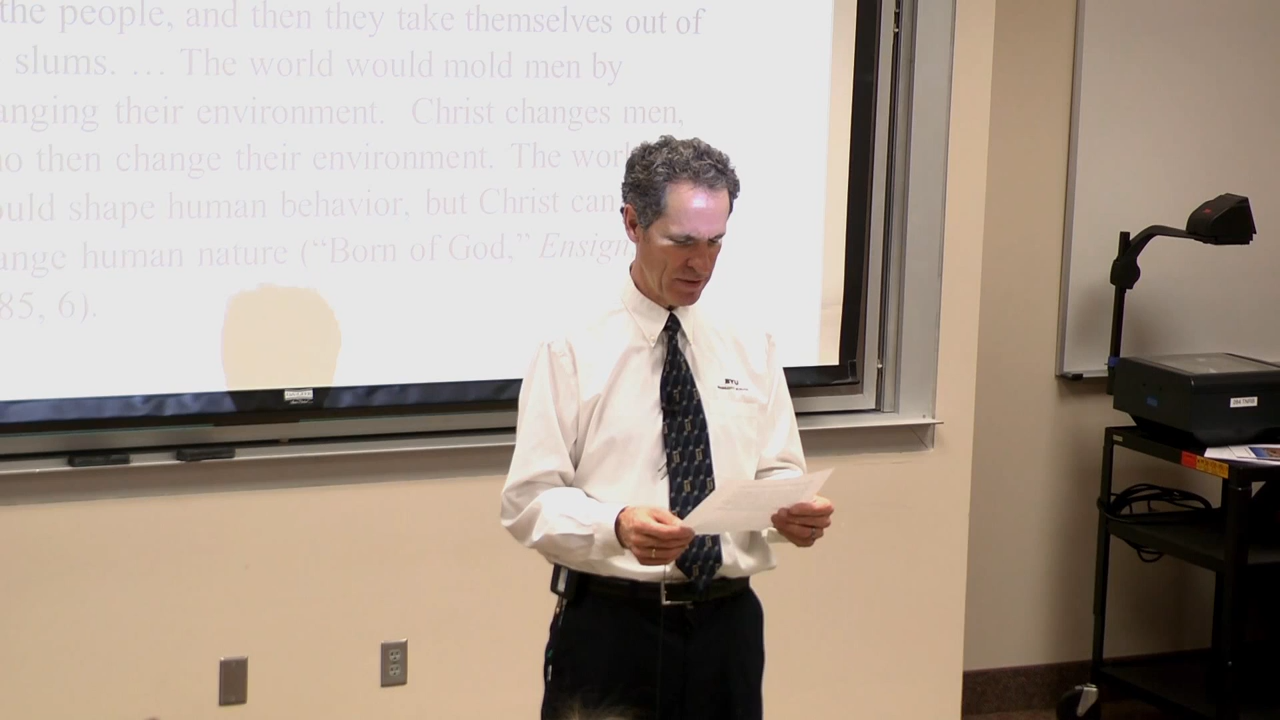 the people, and then they take themselves out of
slums. … The world would mold men by
anging their environment. Christ changes men,
o then change their environment. The worl
ould shape human behavior, but Christ can
ange human nature (“Born of God,” Ensign
85, 6).
BYU